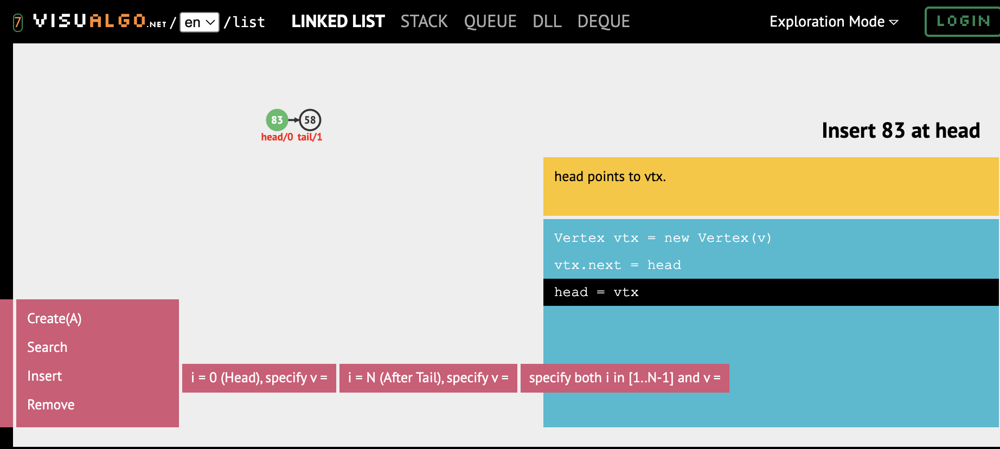 7 VISUALGO.NET / en /list LINKED LIST STACK QUEUE DLL DEQUE Exploration Mode LOGIN
83 58
head/0 tail/1
Insert 83 at head
head points to vtx.
Vertex vtx = new Vertex(v)
vtx.next = head
head = vtx
Create(A)
Search
Insert
i = 0 (Head), specify v = i = N (After Tail), specify v = specify both i in [1..N-1] and v =
Remove